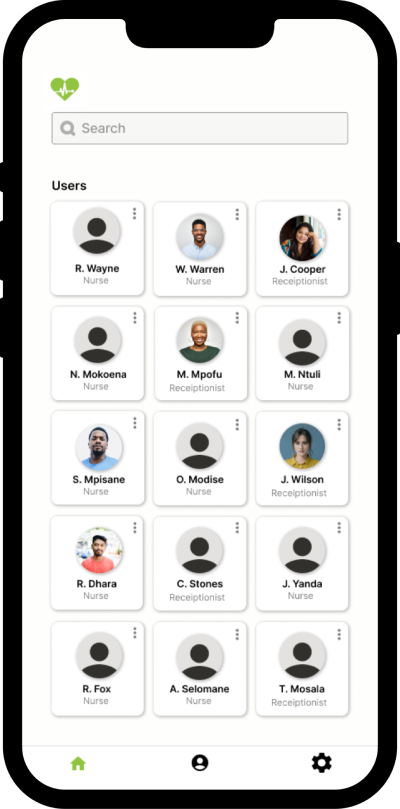 Search
Users
R. Wayne
Nurse
W. Warren
Nurse
J. Cooper
Receiptionist
N. Mokoena
Nurse
M. Mpofu
Receiptionist
M. Ntuli
Nurse
S. Mpisane
Nurse
O. Modise
Nurse
J. Wilson
Receiptionist
R. Dhara
Nurse
C. Stones
Receiptionist
J. Yanda
Nurse
R. Fox
Nurse
A. Selomane
Nurse
T. Mosala
Receiptionist